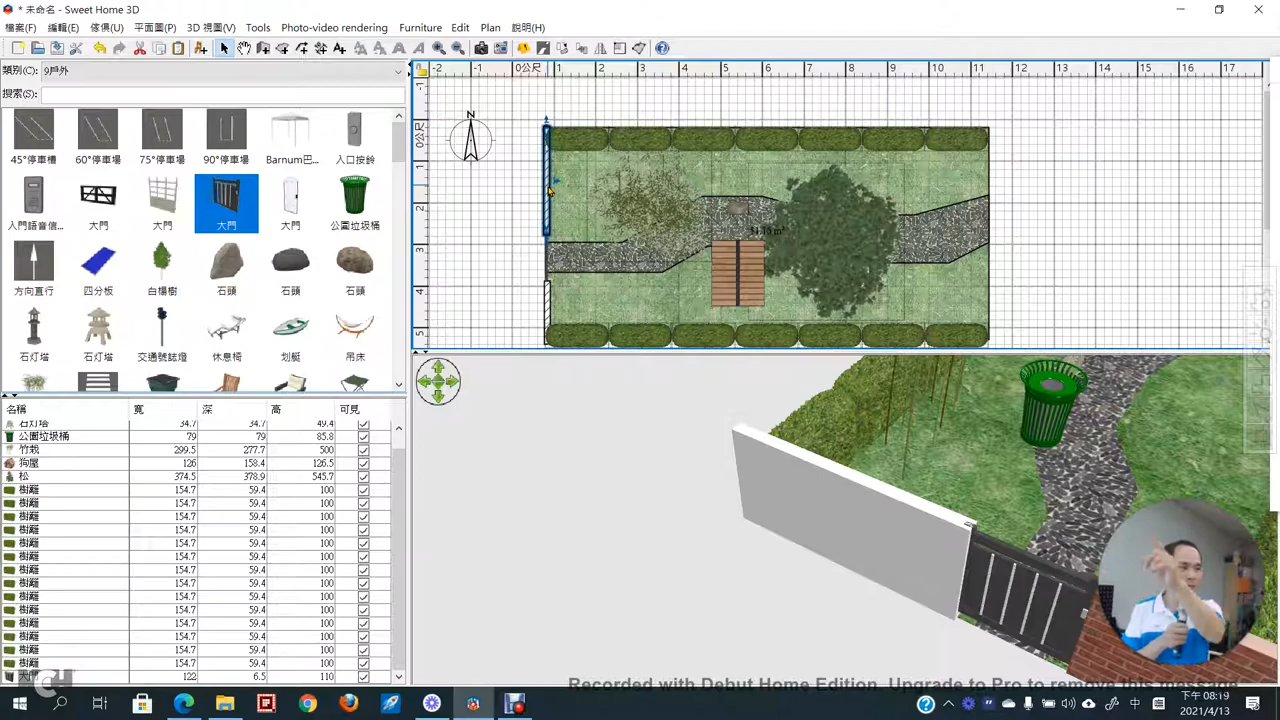 * 未命名 - Sweet Home 3D
檔案(F) 編輯(E) 傢俱(U) 平面圖(P) 3D 視圖(V) Tools Photo-video rendering Furniture Edit Plan 說明(H)
類別(C): 9戶外
搜索(S):
45°停車槽 60°停車場 75°停車場 90°停車場 Barnum巴... 入口按鈴
入門語音信... 大門 大門 大門 大門 公園垃圾桶
方向直行 四分板 白楊樹 石頭 石頭 石頭
石灯塔 石灯塔 交通號誌燈 休息椅 划艇 吊床
名稱 寬 深 高 可見
石灯塔 34.7 34.7 49.4
公園垃圾桶 79 79 85.8
竹栽 299.5 277.7 500
狗屋 126 158.4 126.5
松 374.5 378.9 545.7
樹籬 154.7 59.4 100
樹籬 154.7 59.4 100
樹籬 154.7 59.4 100
樹籬 154.7 59.4 100
樹籬 154.7 59.4 100
樹籬 154.7 59.4 100
樹籬 154.7 59.4 100
樹籬 154.7 59.4 100
樹籬 154.7 59.4 100
樹籬 154.7 59.4 100
樹籬 154.7 59.4 100
樹籬 154.7 59.4 100
樹籬 154.7 59.4 100
樹籬 154.7 59.4 100
大門 122 6.5 110
-2 -1 0公尺 1 2 3 4 5 6 7 8 9 10 11 12 13 14 15 16 17
-1
0公尺
1
2
3
4
5
N
Recorded with Debut Home Edition. Upgrade to Pro to remove this message
中
下午 08:19
2021/4/13